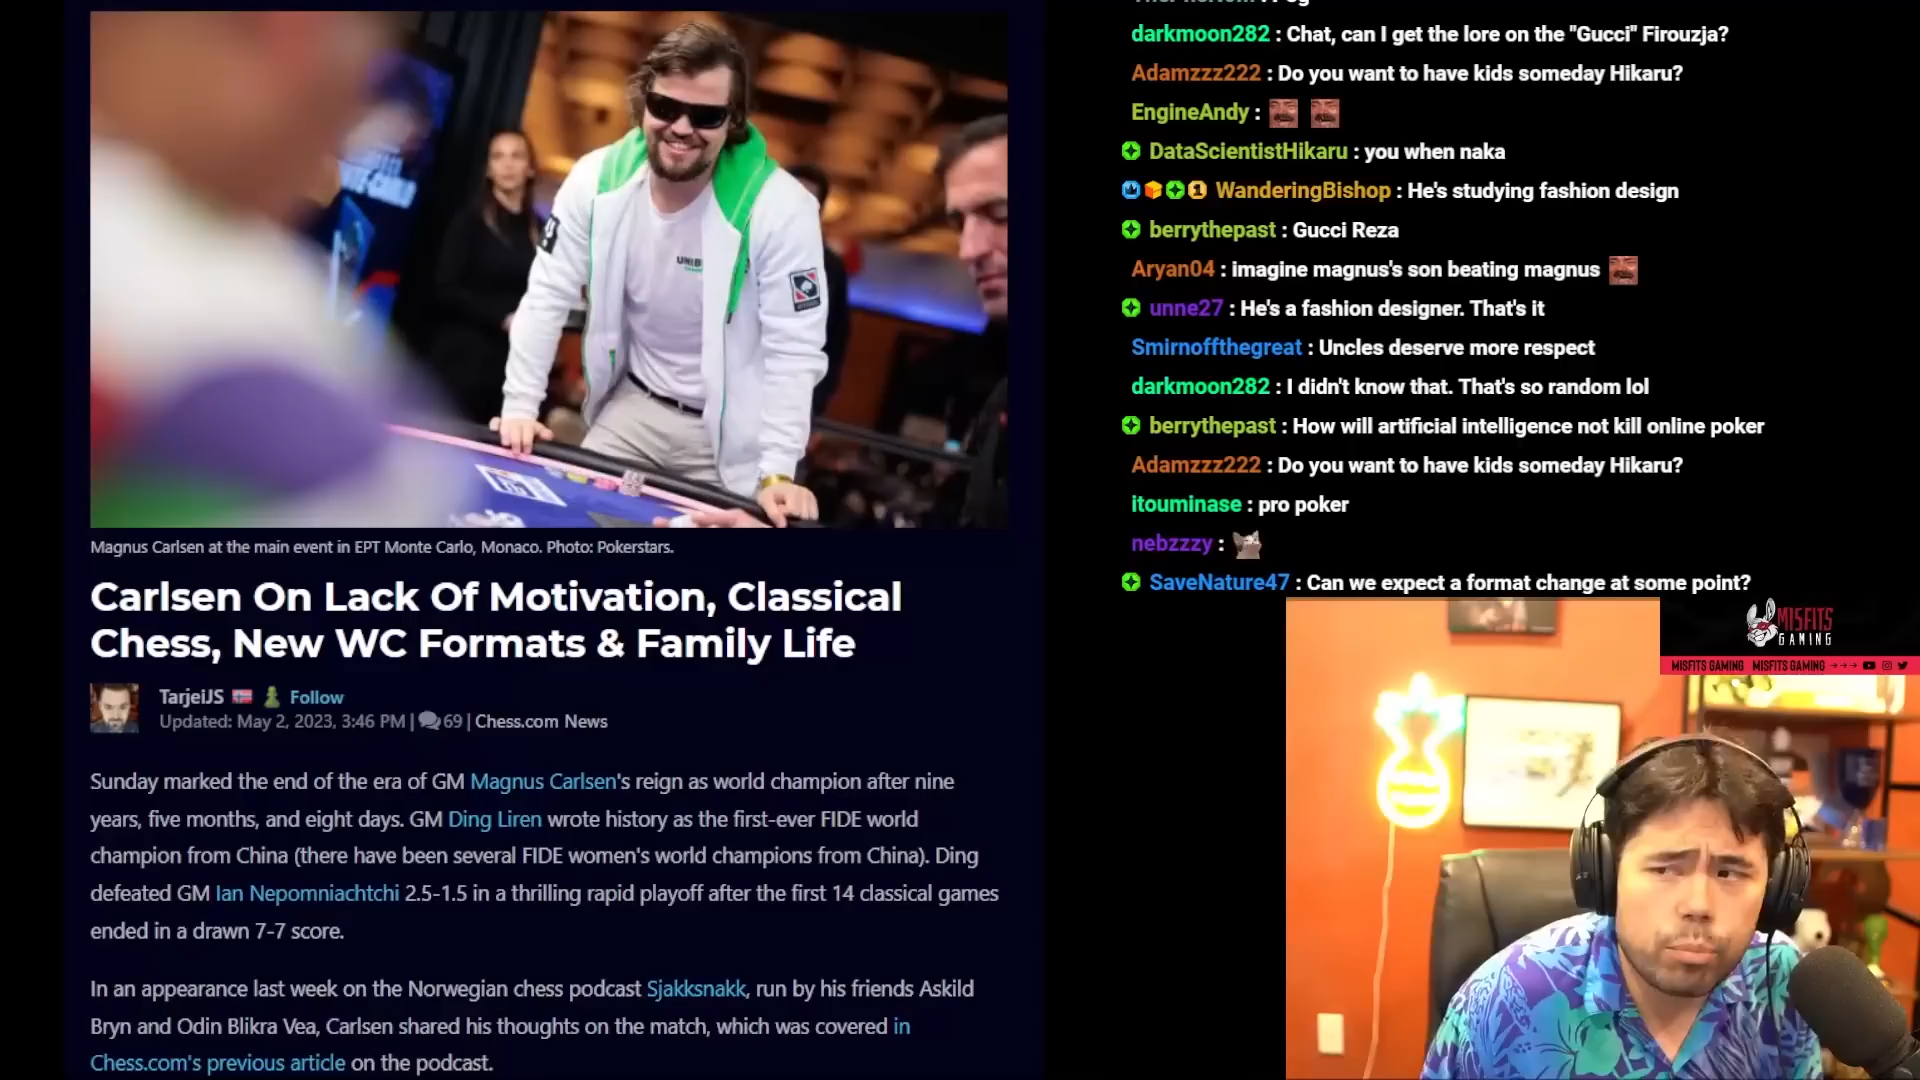 Magnus Carlsen at the main event in EPT Monte Carlo, Monaco. Photo: Pokerstars.
Carlsen On Lack Of Motivation, Classical
Chess, New WC Formats & Family Life
TarjeiJS Follow
Updated: May 2, 2023, 3:46 PM | 69 | Chess.com News
Sunday marked the end of the era of GM Magnus Carlsen's reign as world champion after nine
years, five months, and eight days. GM Ding Liren wrote history as the first-ever FIDE world
champion from China (there have been several FIDE women's world champions from China). Ding
defeated GM Ian Nepomniachtchi 2.5-1.5 in a thrilling rapid playoff after the first 14 classical games
ended in a drawn 7-7 score.
In an appearance last week on the Norwegian chess podcast Sjakksnakk, run by his friends Askild
Bryn and Odin Blikra Vea, Carlsen shared his thoughts on the match, which was covered in
Chess.com's previous article on the podcast.
darkmoon282 : Chat, can I get the lore on the "Gucci" Firouzja?
Adamzzz222 : Do you want to have kids someday Hikaru?
EngineAndy :
DataScientistHikaru : you when naka
WanderingBishop : He's studying fashion design
berrythepast : Gucci Reza
Aryan04 : imagine magnus's son beating magnus
unne27 : He's a fashion designer. That's it
Smirnoffthegreat : Uncles deserve more respect
darkmoon282 : I didn't know that. That's so random lol
berrythepast : How will artificial intelligence not kill online poker
Adamzzz222 : Do you want to have kids someday Hikaru?
itouminase : pro poker
nebzzzy :
SaveNature47 : Can we expect a format change at some point?
MISFITS
GAMING
MISFITS GAMING MISFITS GAMING